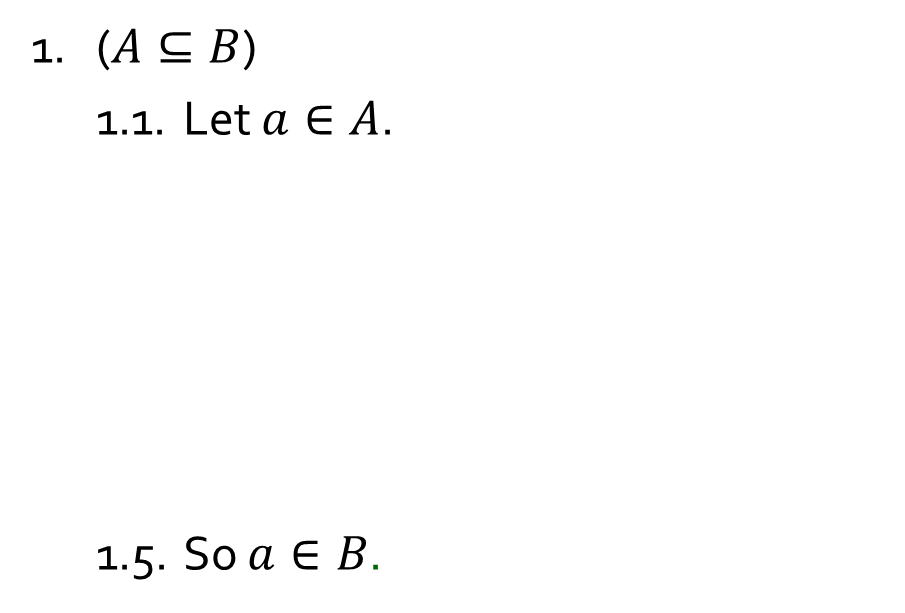 1. (A ⊆ B)
1.1. Let a ∈ A.
1.5. So a ∈ B.